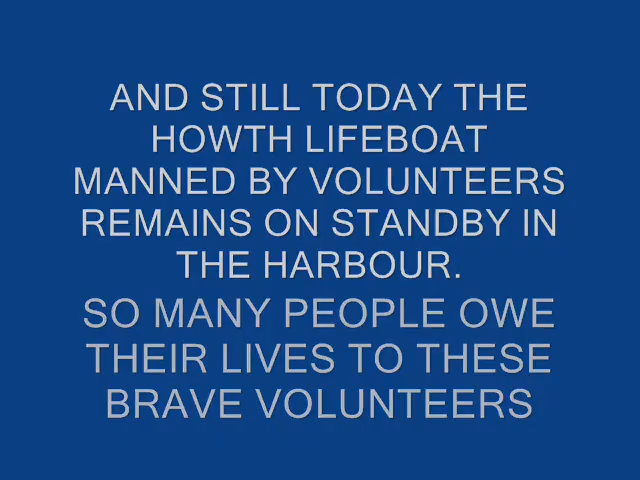 AND STILL TODAY THE
HOWTH LIFEBOAT
MANNED BY VOLUNTEERS
REMAINS ON STANDBY IN
THE HARBOUR.
SO MANY PEOPLE OWE
THEIR LIVES TO THESE
BRAVE VOLUNTEERS